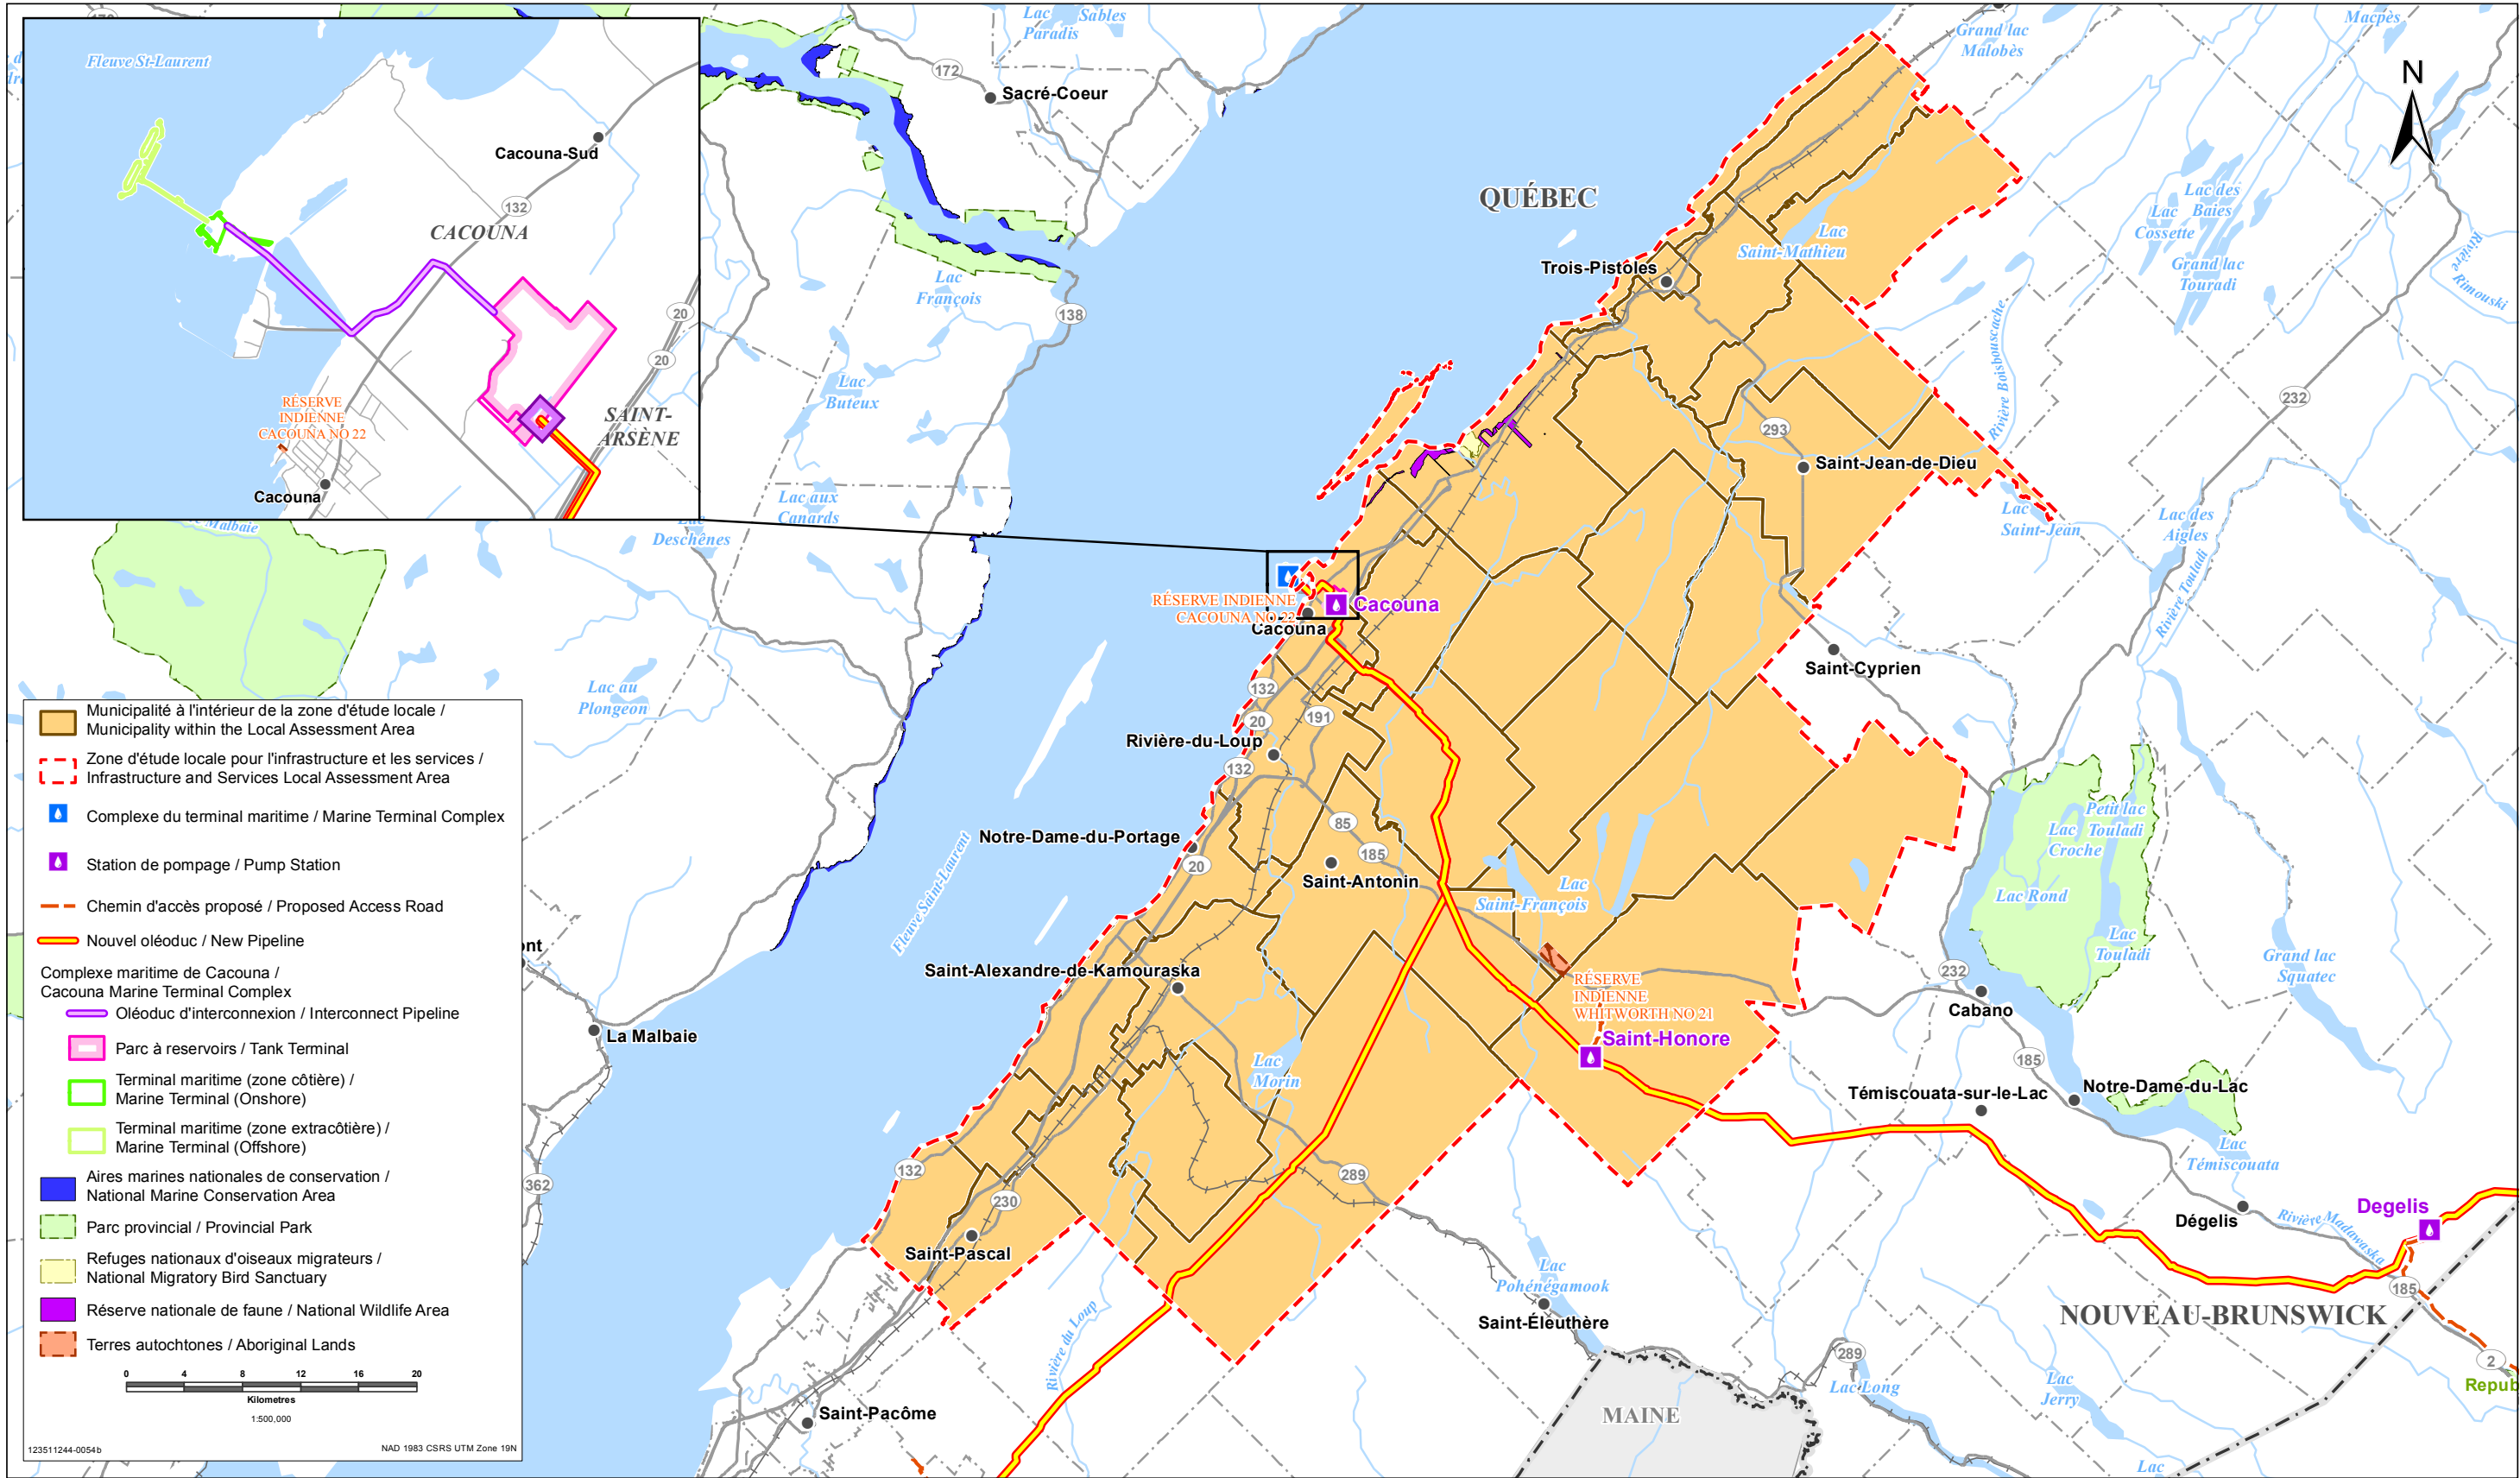 Fleuve St-Laurent
Cacouna-Sud
132
CACOUNA
20
20
RÉSERVE
INDIENNE
CACOUNA NO 22
SAINT-
ARSÈNE
Cacouna
Lac
Paradis
Sables
172
Sacré-Coeur
Lac
François
138
Lac
Buteux
Lac aux
Canards
Deschênes
Malbaie
Lac au
Plongeon
QUÉBEC
Grand lac
Malobès
Macpès
N
Lac des
Baies
Lac
Cossette
Grand lac
Touradi
Rivière Rimouski
Lac
Saint-Mathieu
Trois-Pistoles
Rivière Boisbouscache
232
293
Saint-Jean-de-Dieu
Lac
Saint-Jean
Lac des
Aigles
Rivière Touladi
RÉSERVE INDIENNE
CACOUNA NO 22
Cacouna
Cacouna
Saint-Cyprien
132
20
191
Rivière-du-Loup
132
Notre-Dame-du-Portage
20
85
185
Saint-Antonin
Lac
Saint-François
Petit lac
Touladi
Lac
Croche
Lac Rond
Lac
Touladi
Grand lac
Squatec
Fleuve Saint-Laurent
Saint-Alexandre-de-Kamouraska
RÉSERVE
INDIENNE
WHITWORTH NO 21
Saint-Honore
232
Cabano
185
Notre-Dame-du-Lac
Témiscouata-sur-le-Lac
Lac
Témiscouata
Lac
Morin
La Malbaie
362
132
230
289
Saint-Pascal
Dégelis
Rivière Madawaska
Degelis
185
NOUVEAU-BRUNSWICK
Lac
Pohénégamook
Saint-Éleuthère
Rivière du Loup
Saint-Pacôme
MAINE
289
Lac Long
Lac
Jerry
2
Repub
Lac
Municipalité à l'intérieur de la zone d'étude locale /
Municipality within the Local Assessment Area
Zone d'étude locale pour l'infrastructure et les services /
Infrastructure and Services Local Assessment Area
Complexe du terminal maritime / Marine Terminal Complex
Station de pompage / Pump Station
Chemin d'accès proposé / Proposed Access Road
Nouvel oléoduc / New Pipeline
Complexe maritime de Cacouna /
Cacouna Marine Terminal Complex
Oléoduc d'interconnexion / Interconnect Pipeline
Parc à reservoirs / Tank Terminal
Terminal maritime (zone côtière) /
Marine Terminal (Onshore)
Terminal maritime (zone extracôtière) /
Marine Terminal (Offshore)
Aires marines nationales de conservation /
National Marine Conservation Area
Parc provincial / Provincial Park
Refuges nationaux d'oiseaux migrateurs /
National Migratory Bird Sanctuary
Réserve nationale de faune / National Wildlife Area
Terres autochtones / Aboriginal Lands
0 4 8 12 16 20
Kilometres
1:500,000
123511244-0054b
NAD 1983 CSRS UTM Zone 19N